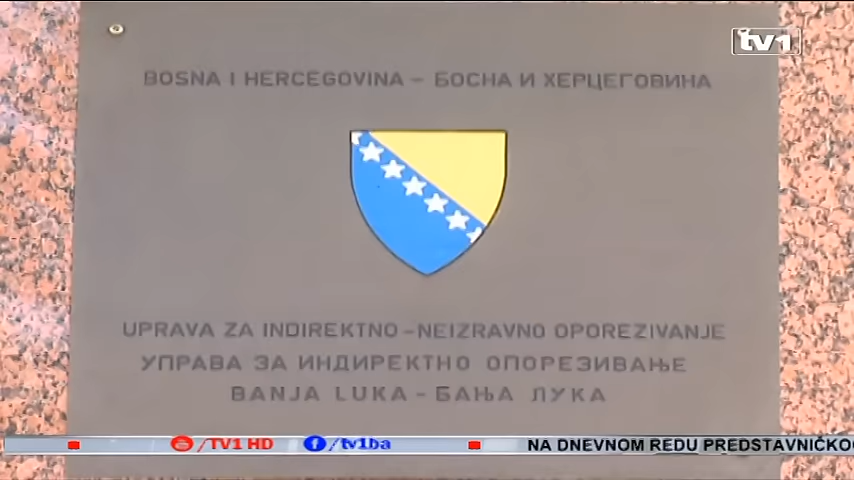 tv1
BOSNA I HERCEGOVINA - БОСНА И ХЕРЦЕГОВИНА
UPRAVA ZA INDIREKTNO - NEIZRAVNO OPOREZIVANJE
УПРАВА ЗА ИНДИРЕКТНО ОПОРЕЗИВАЊЕ
BANJA LUKA - БАЊА ЛУКА
/TV1 HD /tv1ba NA DNEVNOM REDU PREDSTAVNIČKO